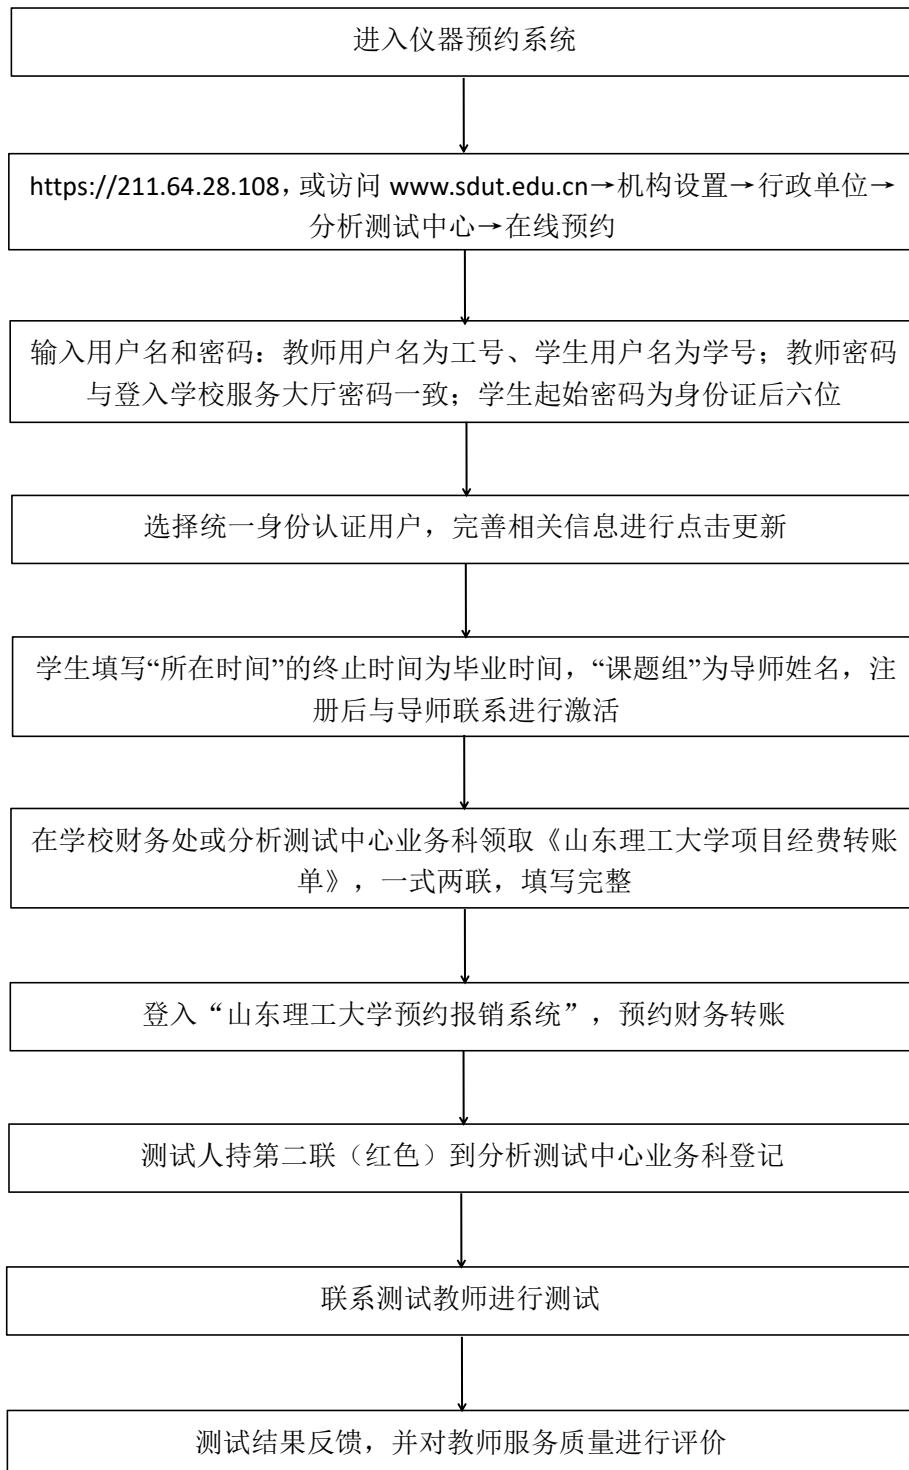 进入仪器预约系统
https://211.64.28.108，或访问 www.sdut.edu.cn→机构设置→行政单位→
分析测试中心→在线预约
输入用户名和密码：教师用户名为工号、学生用户名为学号；教师密码
与登入学校服务大厅密码一致；学生起始密码为身份证后六位
选择统一身份认证用户，完善相关信息进行点击更新
学生填写“所在时间”的终止时间为毕业时间，“课题组”为导师姓名，注
册后与导师联系进行激活
在学校财务处或分析测试中心业务科领取《山东理工大学项目经费转账
单》，一式两联，填写完整
登入“山东理工大学预约报销系统”，预约财务转账
测试人持第二联（红色）到分析测试中心业务科登记
联系测试教师进行测试
测试结果反馈，并对教师服务质量进行评价